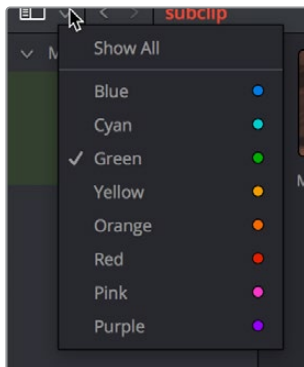 subclip
M
Show All
Blue
Cyan
Green
Yellow
Orange
Red
Pink
Purple
M